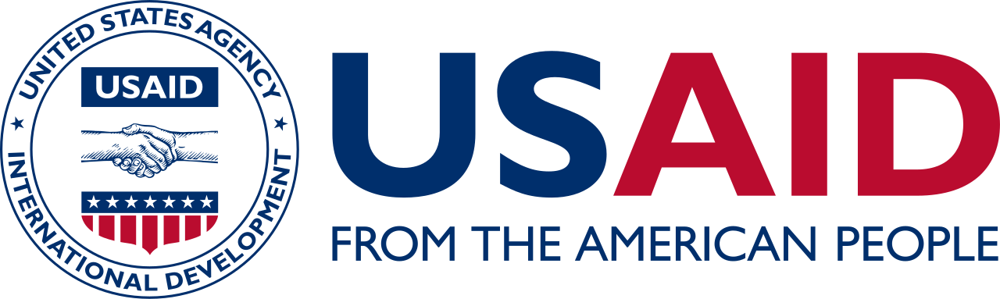 UNITED STATES AGENCY
USAID
INTERNATIONAL DEVELOPMENT
USAID
FROM THE AMERICAN PEOPLE